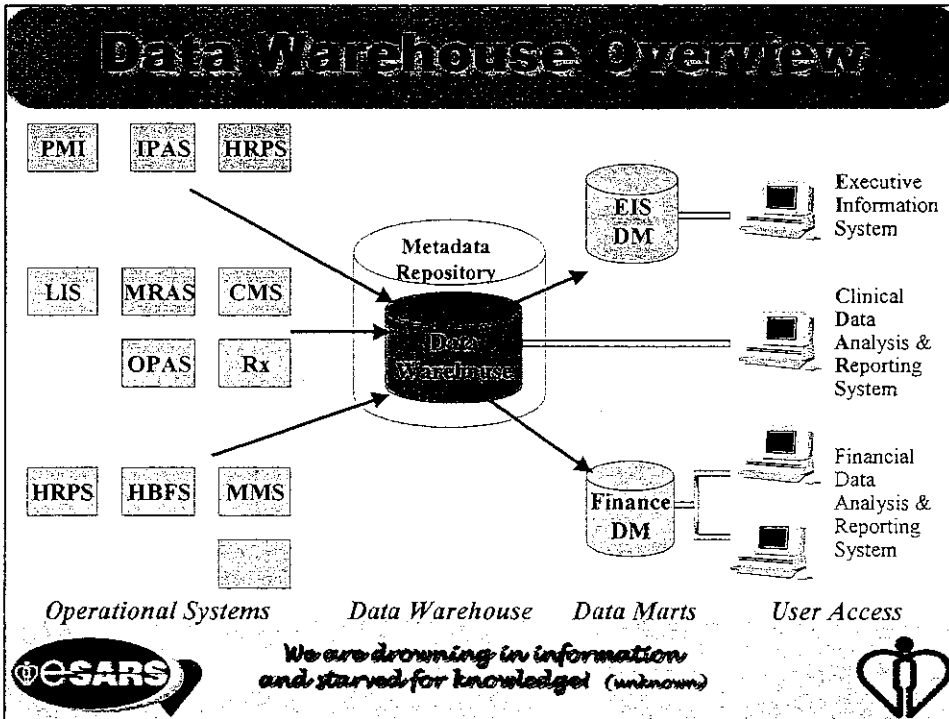 Data Warehouse Overview
PMI IPAS HRPS
LIS MRAS CMS
OPAS Rx
HRPS HBFS MMS
Metadata
Repository
Data
Warehouse
EIS
DM
Finance
DM
Executive
Information
System
Clinical
Data
Analysis &
Reporting
System
Financial
Data
Analysis &
Reporting
System
Operational Systems Data Warehouse Data Marts User Access
e-SARS
We are drowning in information
and starved for knowledge! (unknown)